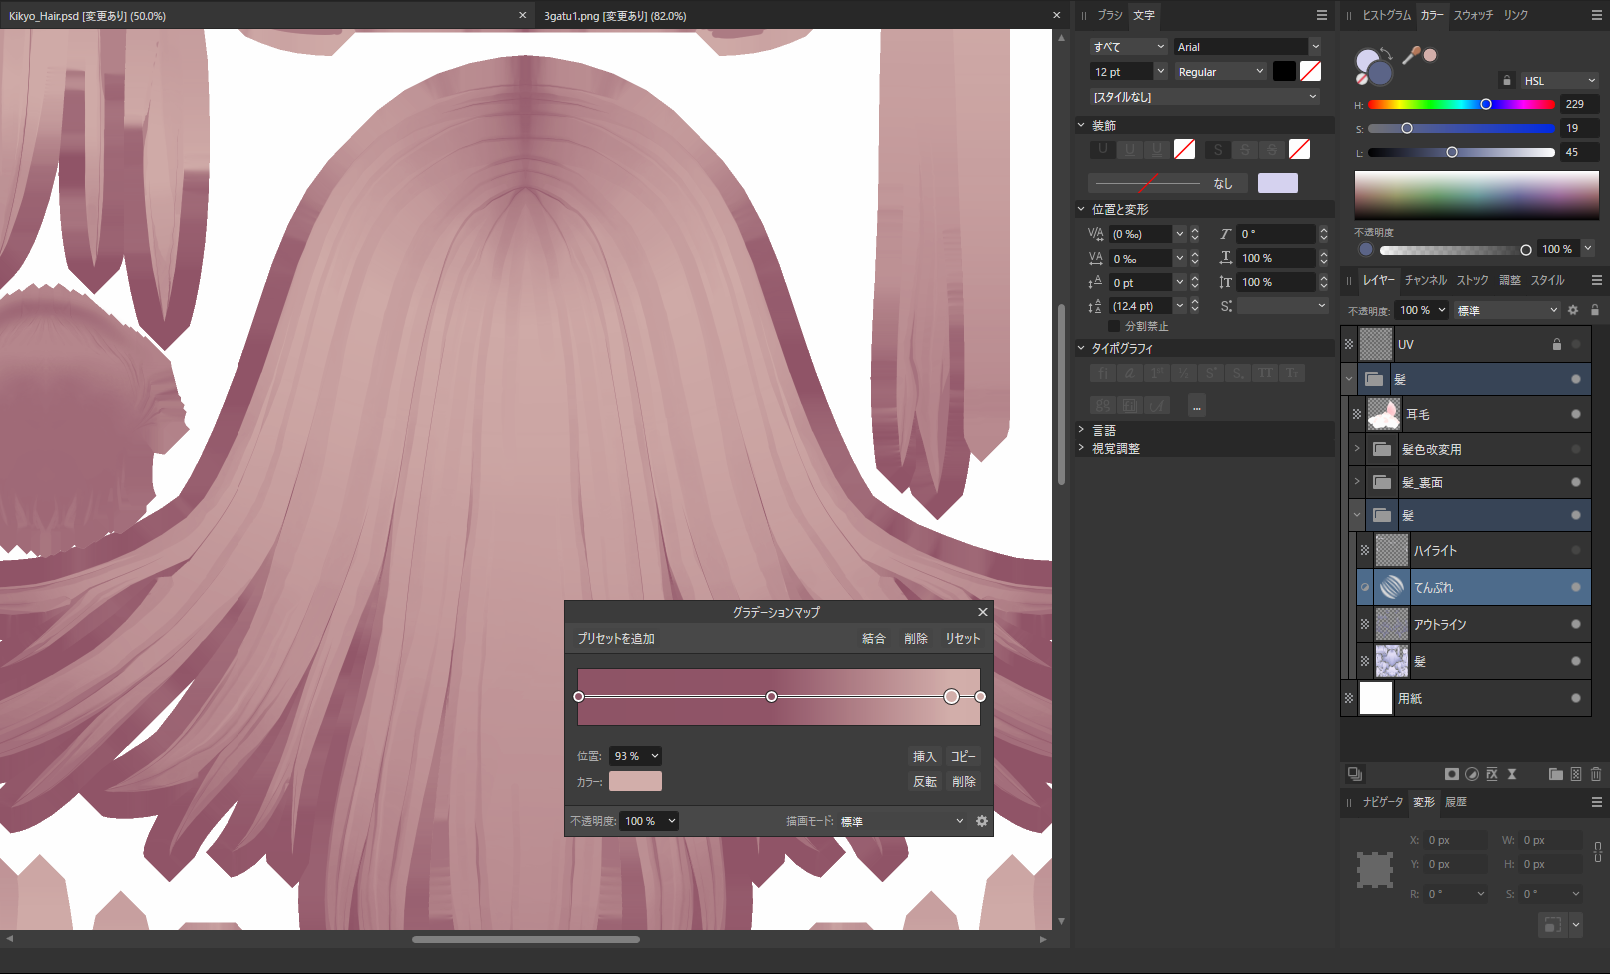 Kikyo_Hair.psd [変更あり] (50.0%)
3gatu1.png [変更あり] (82.0%)
ブラシ 文字
ヒストグラム カラー スウォッチ リンク
すべて Arial
12 pt Regular
[スタイルなし]
装飾
U U U S S S
なし
位置と変形
(0 ‰) 0 °
0 ‰ 100 %
0 pt 100 %
(12.4 pt)
分割禁止
タイポグラフィ
...
言語
視覚調整
HSL
H: 229
S: 19
L: 45
不透明度
100 %
レイヤー チャンネル ストック 調整 スタイル
不透明度: 100 % 標準
UV
髪
耳毛
髪色改変用
髪_裏面
髪
ハイライト
てんぷれ
アウトライン
髪
用紙
ナビゲータ 変形 履歴
X: 0 px W: 0 px
Y: 0 px H: 0 px
R: 0 ° S: 0 °
グラデーションマップ
プリセットを追加 結合 削除 リセット
位置: 93 % 挿入 コピー
カラー: 反転 削除
不透明度: 100 % 描画モード: 標準